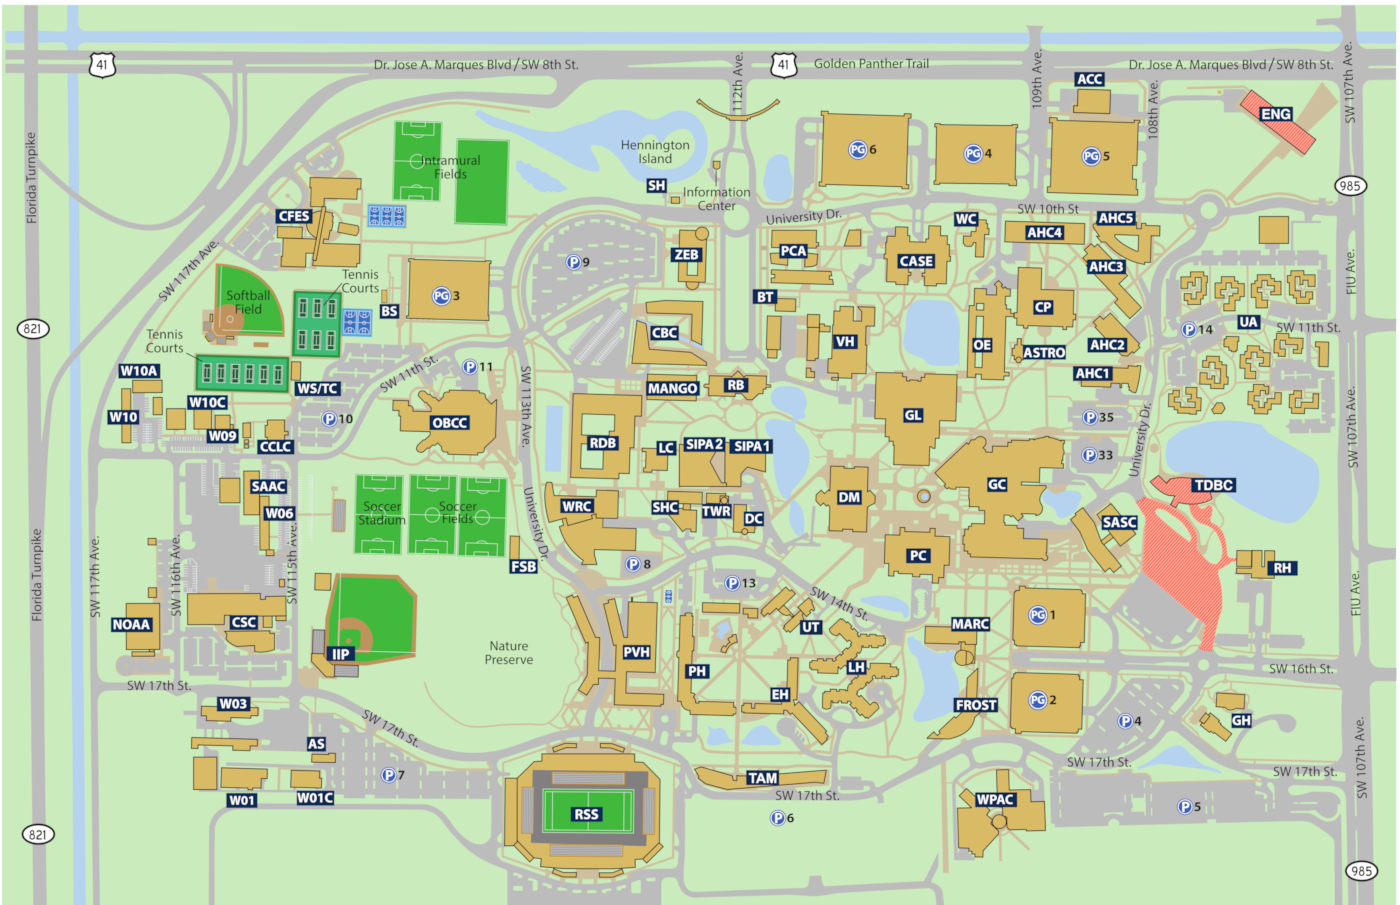 41
Dr. Jose A. Marques Blvd / SW 8th St.
112th Ave.
41
Golden Panther Trail
109th Ave.
ACC
Dr. Jose A. Marques Blvd / SW 8th St.
108th Ave.
SW 107th Ave.
ENG
Florida Turnpike
Intramural
Fields
Hennington
Island
SH
Information
Center
PG 6
PG 4
PG 5
985
CFES
University Dr.
WC
SW 10th St
AHC4
AHC5
SW 117th Ave.
P 9
ZEB
PCA
CASE
AHC3
FIU Ave.
Softball
Field
Tennis
Courts
PG 3
BS
BT
CP
UA
SW 11th St.
P 14
821
Tennis
Courts
CBC
VH
OE
ASTRO
AHC2
W10A
WS/TC
SW 11th St.
P 11
SW 113th Ave.
MANGO
RB
AHC1
W10
W10C
W09
P 10
OBCC
GL
P 35
University Dr.
SW 107th Ave.
CCLC
RDB
LC
SIPA 2
SIPA 1
P 33
GC
TDBC
SAAC
W06
Soccer
Stadium
Soccer
Fields
University Dr.
WRC
SHC
TWR
DC
DM
SASC
Florida Turnpike
SW 117th Ave.
SW 116th Ave.
SW 115th Ave.
FSB
P 8
P 13
PC
RH
FIU Ave.
NOAA
CSC
IIP
Nature
Preserve
PVH
PH
UT
SW 14th St.
LH
EH
MARC
PG 1
SW 16th St.
SW 17th St.
W03
SW 17th St.
FROST
PG 2
P 4
GH
AS
P 7
W01
W01C
RSS
TAM
SW 17th St.
P 6
WPAC
SW 17th St.
SW 17th St.
P 5
SW 107th Ave.
821
985